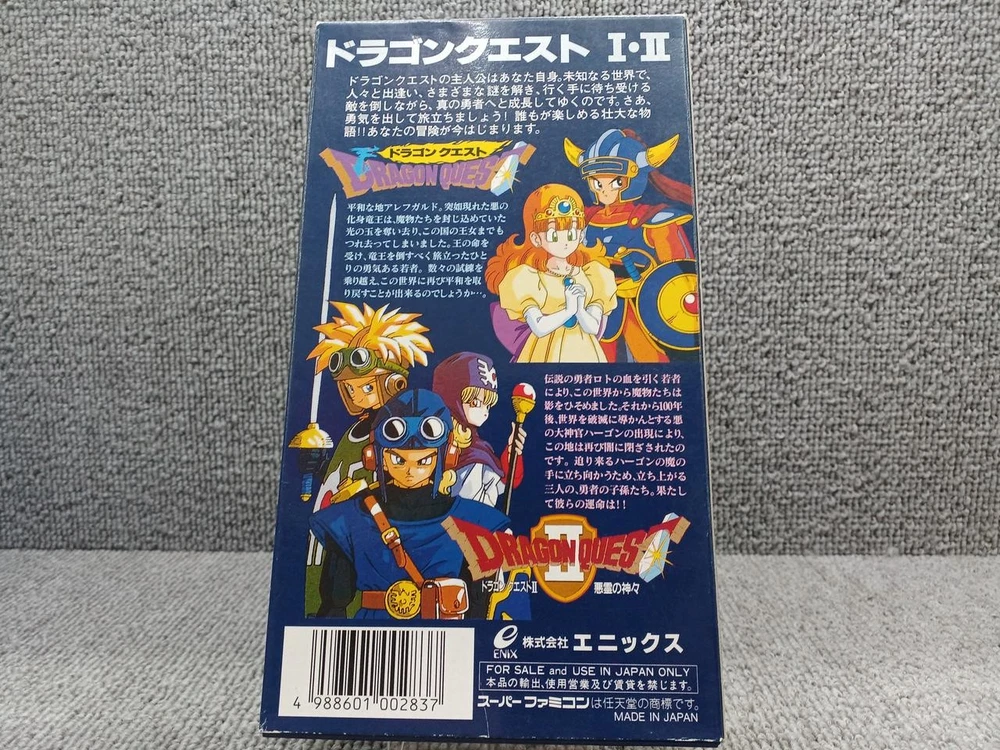 ドラゴンクエスト I・II
ドラゴンクエストの主人公はあなた自身。未知なる世界で、
人々と出逢い、さまざまな謎を解き、行く手に待ち受ける
敵を倒しながら、真の勇者へと成長してゆくのです。さあ、
勇気を出して旅立ちましょう! 誰もが楽しめる壮大な物
語!!あなたの冒険が今はじまります。
ドラゴン クエスト
DRAGON QUEST
平和な地アレフガルド。突如現れた悪の
化身竜王は、魔物たちを封じ込めていた
光の玉を奪い去り、この国の王女までも
つれ去ってしまいました。王の命を
受け、竜王を倒すべく旅立ったひと
りの勇気ある若者。数々の試練を
乗り越え、この世界に再び平和を取
り戻すことが出来るのでしょうか…。
伝説の勇者ロトの血を引く若者
により、この世界から魔物たちは
影をひそめました。それから100年
後、世界を破滅に導かんとする悪
の大神官ハーゴンの出現により、
この地は再び闇に閉ざされたの
です。迫り来るハーゴンの魔の
手に立ち向かうため、立ち上がる
三人の、勇者の子孫たち。果たし
て彼らの運命は!!
DRAGON QUEST
II
ドラゴンクエストII 悪霊の神々
ENIX 株式会社 エニックス
FOR SALE and USE IN JAPAN ONLY
本品の輸出、使用営業及び賃貸を禁じます。
スーパーファミコンは任天堂の商標です。
MADE IN JAPAN
4 988601 002837